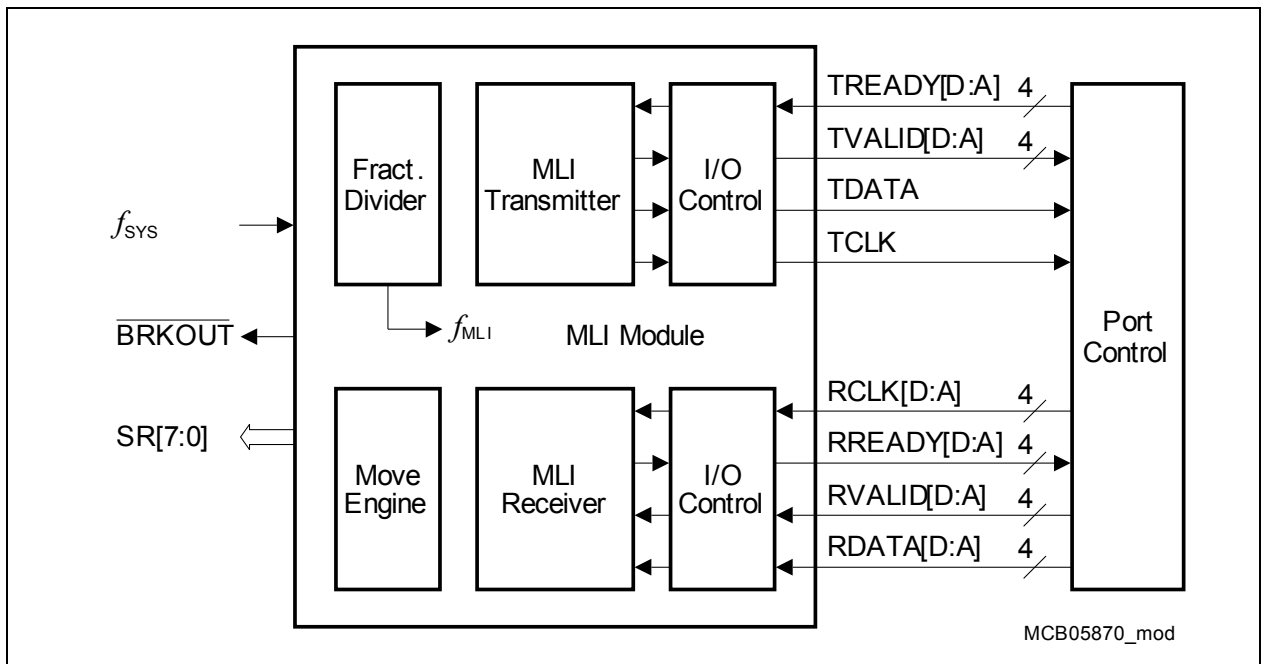 TREADY[D:A] 4
TVALID[D:A] 4
TDATA
TCLK
Fract.
Divider
MLI
Transmitter
I/O
Control
fSYS
BRKOUT
SR[7:0]
fMLI
MLI Module
Port
Control
RCLK[D:A] 4
RREADY[D:A] 4
RVALID[D:A] 4
RDATA[D:A] 4
Move
Engine
MLI
Receiver
I/O
Control
MCB05870_mod